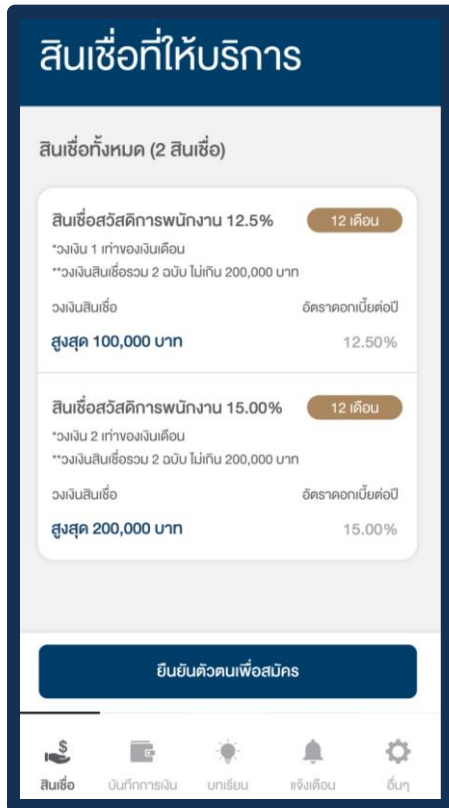 สินเชื่อที่ให้บริการ
สินเชื่อทั้งหมด (2 สินเชื่อ)
สินเชื่อสวัสดิการพนักงาน 12.5% 12 เดือน
*วงเงิน 1 เท่าของเงินเดือน
**วงเงินสินเชื่อรวม 2 ฉบับ ไม่เกิน 200,000 บาท
วงเงินสินเชื่อ อัตราดอกเบี้ยต่อปี
สูงสุด 100,000 บาท 12.50%
สินเชื่อสวัสดิการพนักงาน 15.00% 12 เดือน
*วงเงิน 2 เท่าของเงินเดือน
**วงเงินสินเชื่อรวม 2 ฉบับ ไม่เกิน 200,000 บาท
วงเงินสินเชื่อ อัตราดอกเบี้ยต่อปี
สูงสุด 200,000 บาท 15.00%
ยืนยันตัวตนเพื่อสมัคร
สินเชื่อ บันทึกการเงิน บทเรียน แจ้งเตือน อื่นๆ